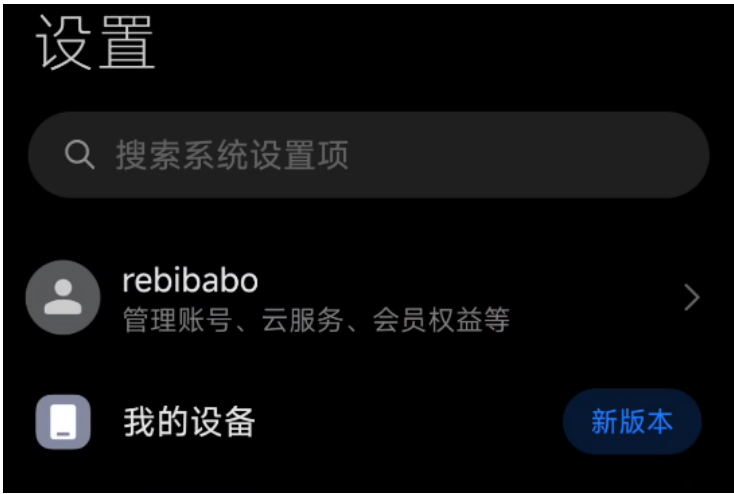 设置
搜索系统设置项
rebibabo
管理账号、云服务、会员权益等
我的设备
新版本